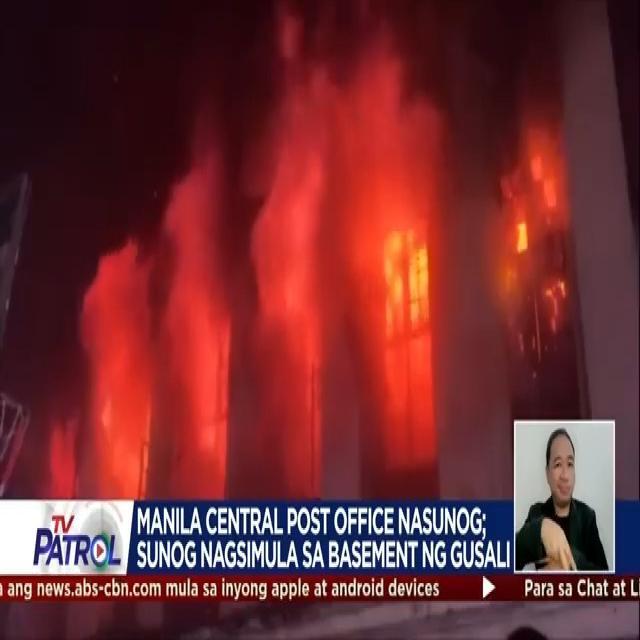 TV
PATROL
MANILA CENTRAL POST OFFICE NASUNOG;
SUNOG NAGSIMULA SA BASEMENT NG GUSALI
a ang news.abs-cbn.com mula sa inyong apple at android devices Para sa Chat at Li